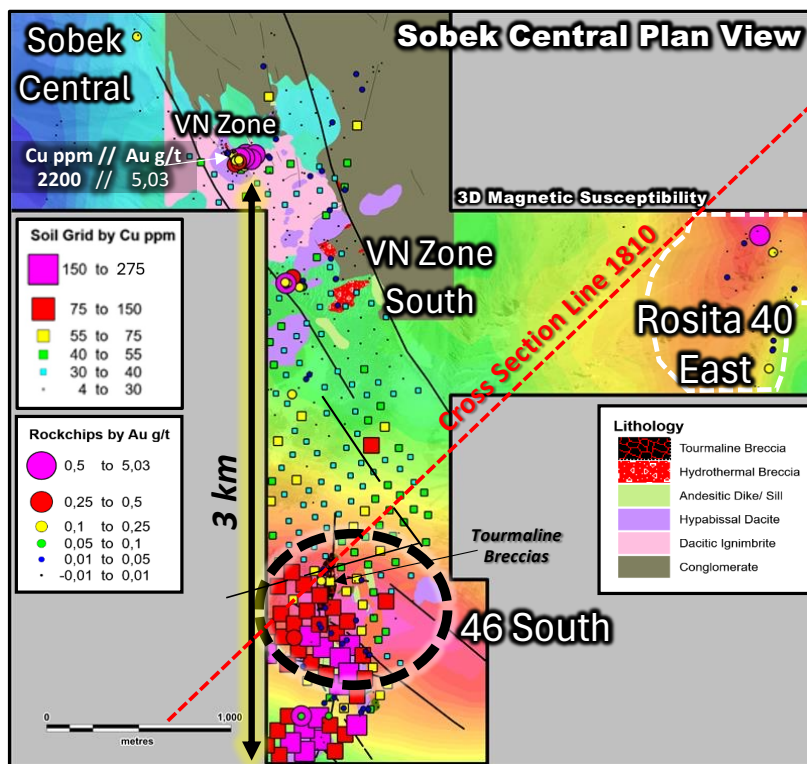 Sobek Central Plan View
Sobek
Central
VN Zone
Cu ppm // Au g/t
2200 // 5,03
3D Magnetic Susceptibility
Soil Grid by Cu ppm
150 to 275
75 to 150
55 to 75
40 to 55
30 to 40
4 to 30
VN Zone
South
Cross Section Line 1810
Rosita 40
East
Rockchips by Au g/t
0,5 to 5,03
0,25 to 0,5
0,1 to 0,25
0,05 to 0,1
0,01 to 0,05
-0,01 to 0,01
Lithology
Tourmaline Breccia
Hydrothermal Breccia
Andesitic Dike/ Sill
Hypabissal Dacite
Dacitic Ignimbrite
Conglomerate
3 km
Tourmaline
Breccias
46 South
0 1,000
metres